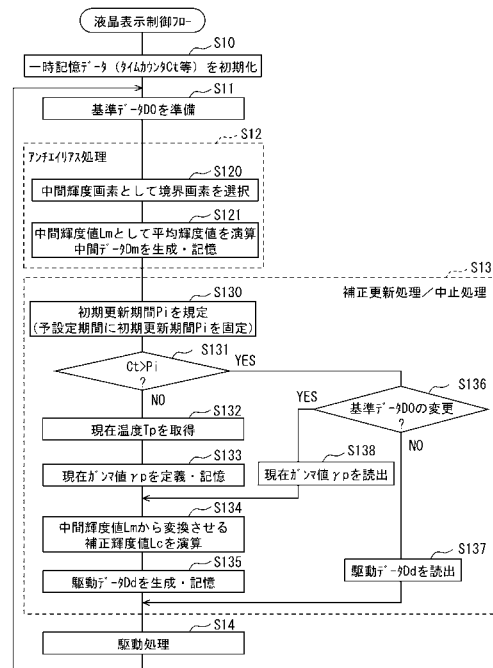 液晶表示制御フロー
S10
一時記憶データ(タイムカウンタCt等)を初期化
S11
基準データD0を準備
S12
アンチエイリアス処理
S120
中間輝度画素として境界画素を選択
S121
中間輝度値Lmとして平均輝度値を演算
中間データDmを生成・記憶
S13
補正更新処理/中止処理
S130
初期更新期間Piを規定
(予設定期間に初期更新期間Piを固定)
S131
Ct>Pi
?
YES
NO
S136
基準データD0の変更
?
YES
NO
S132
現在温度Tpを取得
S133
現在ガンマ値γpを定義・記憶
S138
現在ガンマ値γpを読出
S134
中間輝度値Lmから変換させる
補正輝度値Lcを演算
S135
駆動データDdを生成・記憶
S137
駆動データDdを読出
S14
駆動処理